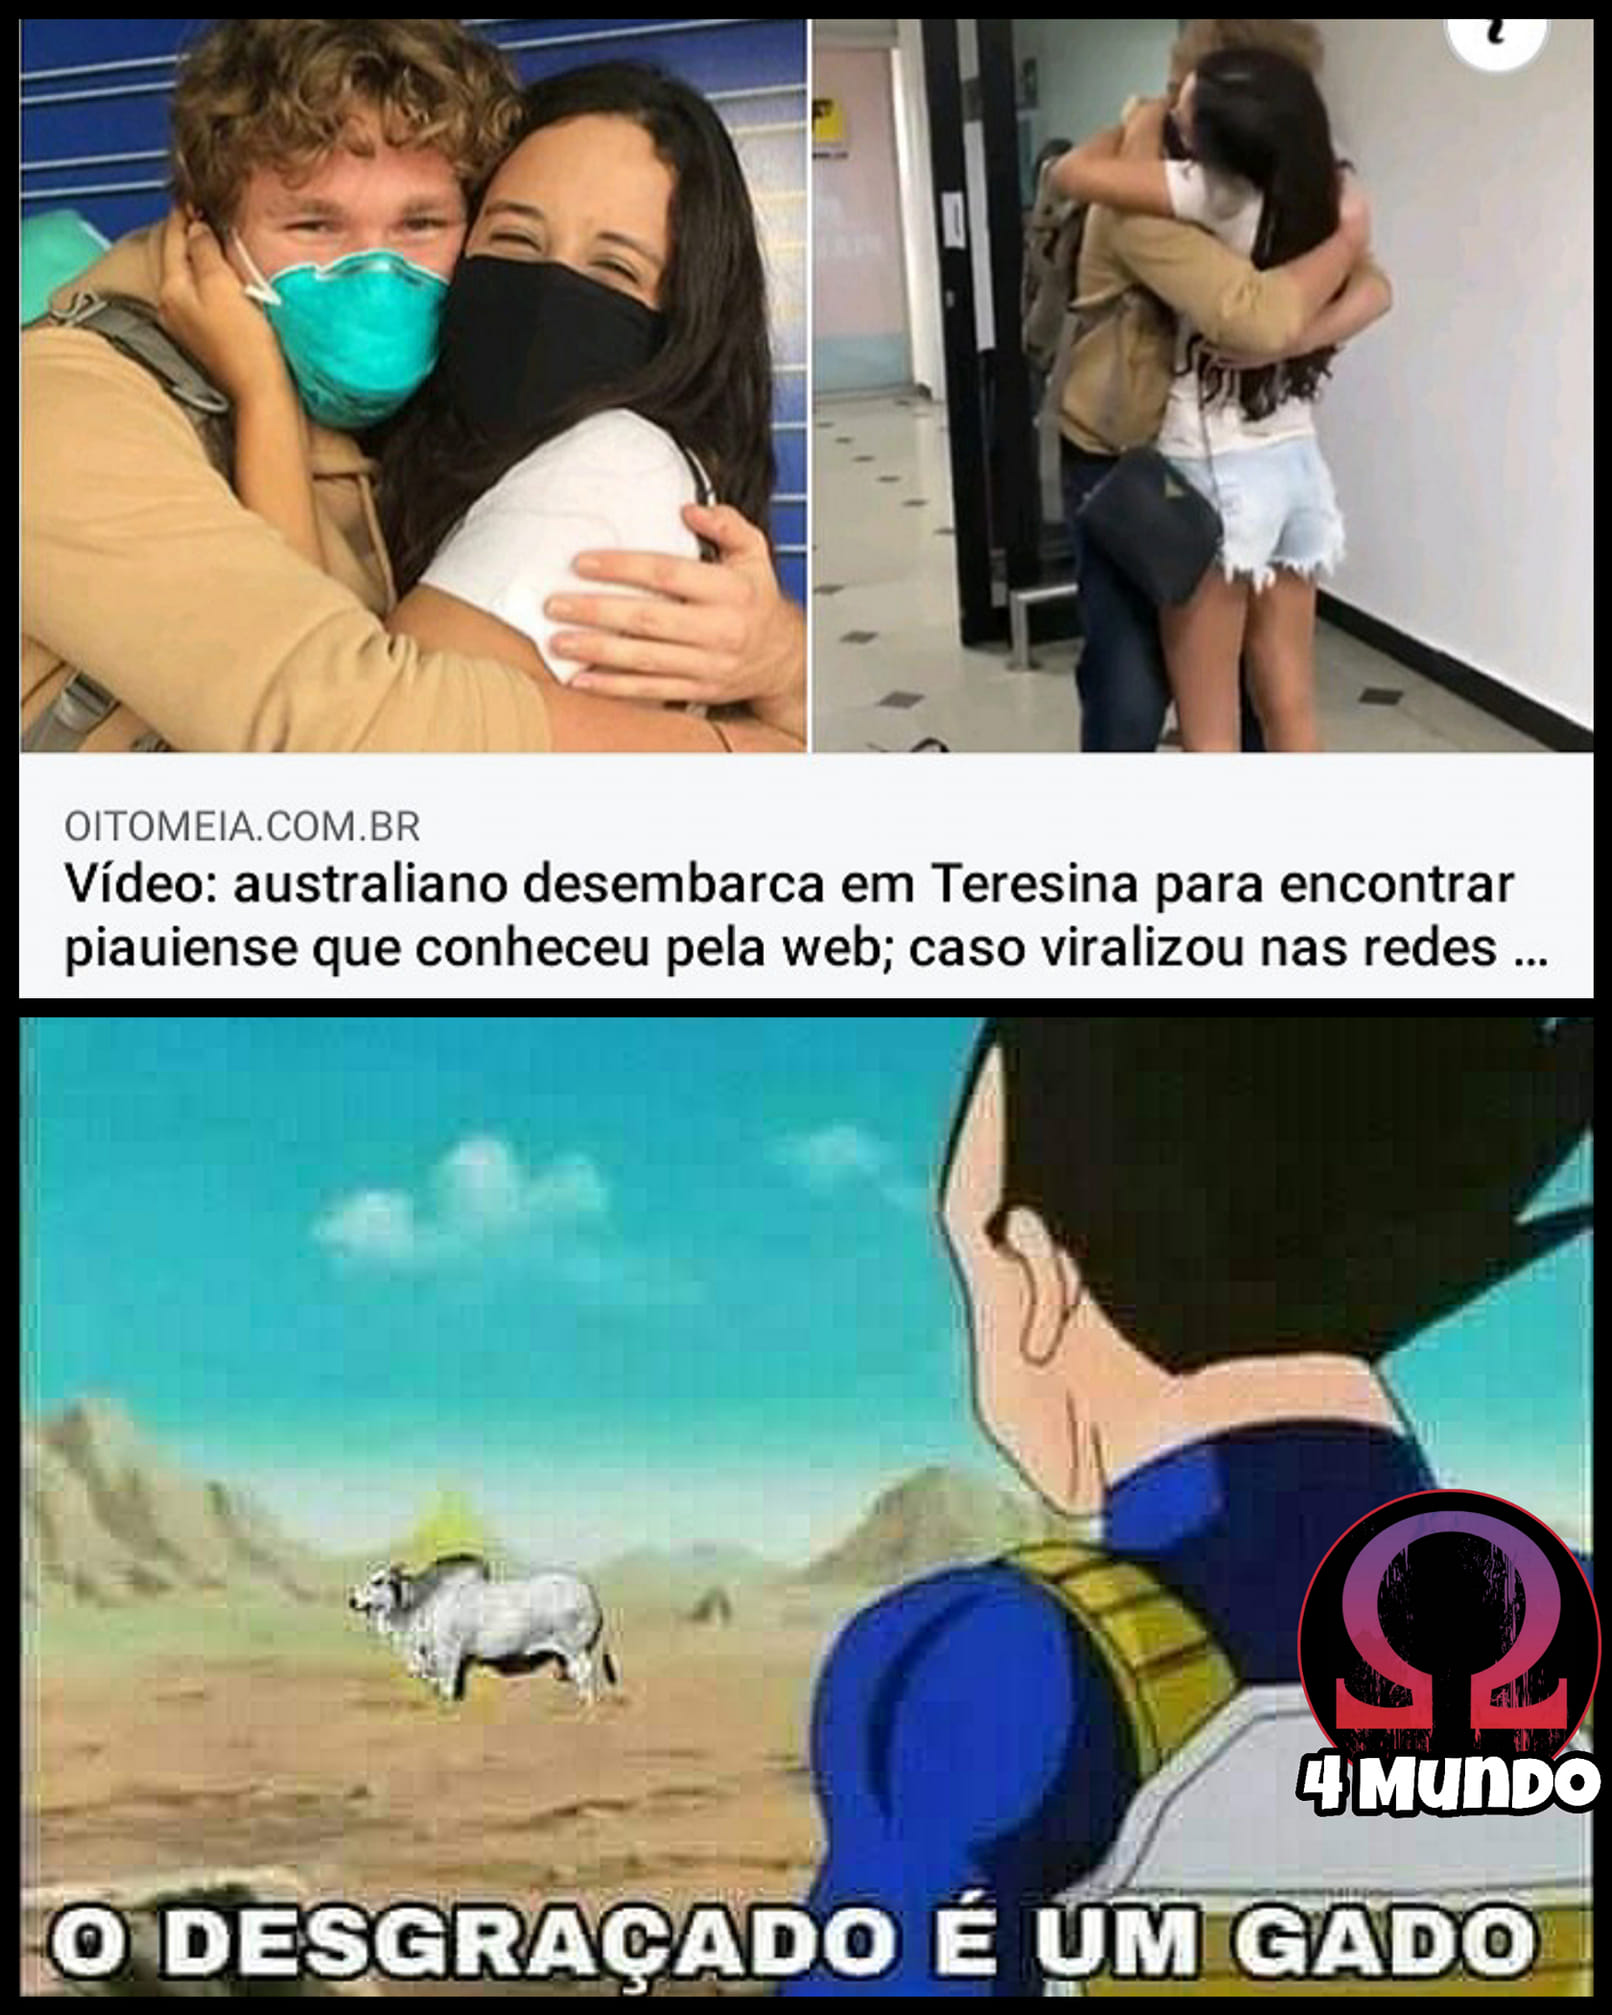 OITOMEIA.COM.BR
Vídeo: australiano desembarca em Teresina para encontrar
piauiense que conheceu pela web; caso viralizou nas redes ...
Ω
4 MUNDO
O DESGRAÇADO É UM GADO